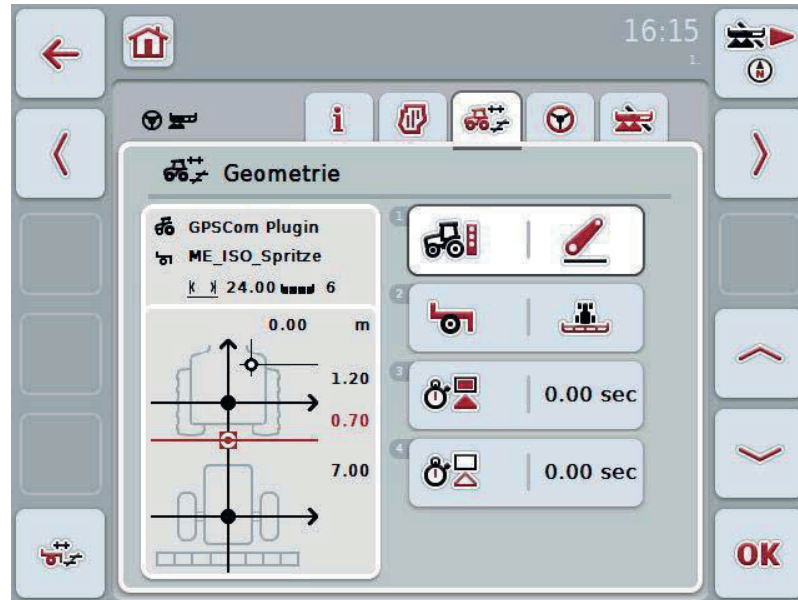 16:15
1.
N
i
Geometrie
GPSCom Plugin
ME_ISO_Spritze
24.00 6
0.00 m
1.20
0.70
7.00
1
2
3
0.00 sec
4
0.00 sec
OK